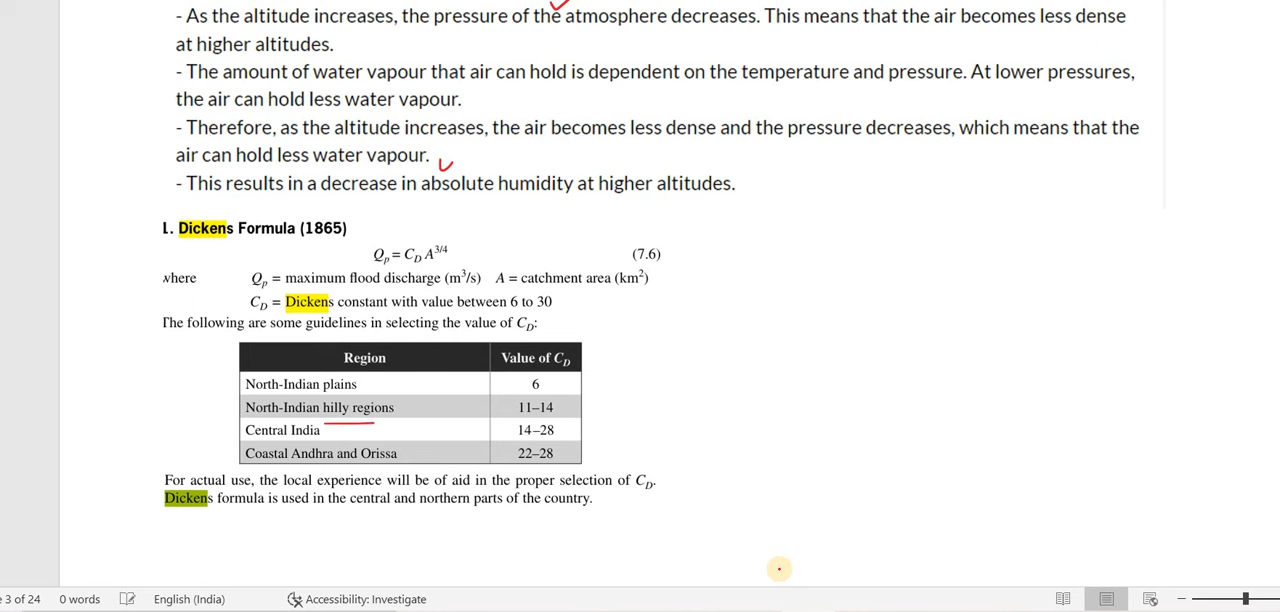 - As the altitude increases, the pressure of the atmosphere decreases. This means that the air becomes less dense
at higher altitudes.
- The amount of water vapour that air can hold is dependent on the temperature and pressure. At lower pressures,
the air can hold less water vapour.
- Therefore, as the altitude increases, the air becomes less dense and the pressure decreases, which means that the
air can hold less water vapour.
- This results in a decrease in absolute humidity at higher altitudes.
1. Dickens Formula (1865)
Qp = CD A^3/4 (7.6)
where Qp = maximum flood discharge (m³/s) A = catchment area (km²)
CD = Dickens constant with value between 6 to 30
The following are some guidelines in selecting the value of CD:
Region Value of CD
North-Indian plains 6
North-Indian hilly regions 11–14
Central India 14–28
Coastal Andhra and Orissa 22–28
For actual use, the local experience will be of aid in the proper selection of CD.
Dickens formula is used in the central and northern parts of the country.
3 of 24 0 words English (India) Accessibility: Investigate